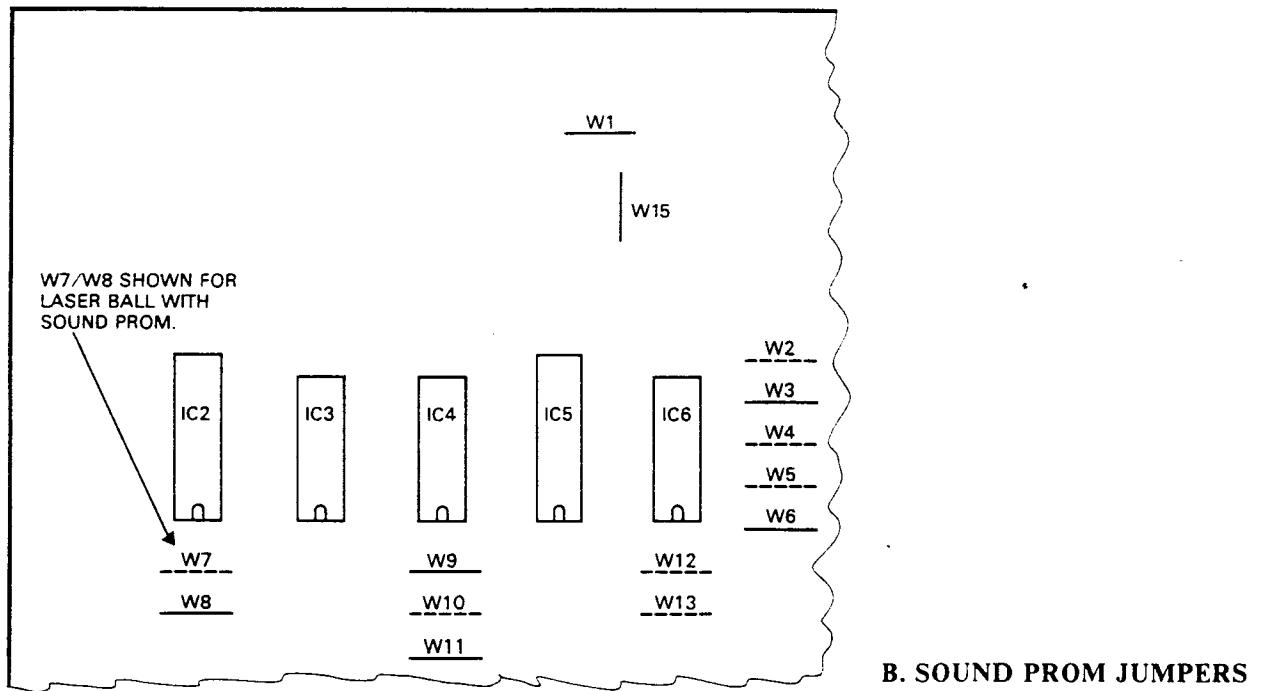 W1
W15
W7/W8 SHOWN FOR
LASER BALL WITH
SOUND PROM.
W2
W3
IC2 IC3 IC4 IC5 IC6
W4
W5
W6
W7 W9 W12
W8 W10 W13
W11
B. SOUND PROM JUMPERS